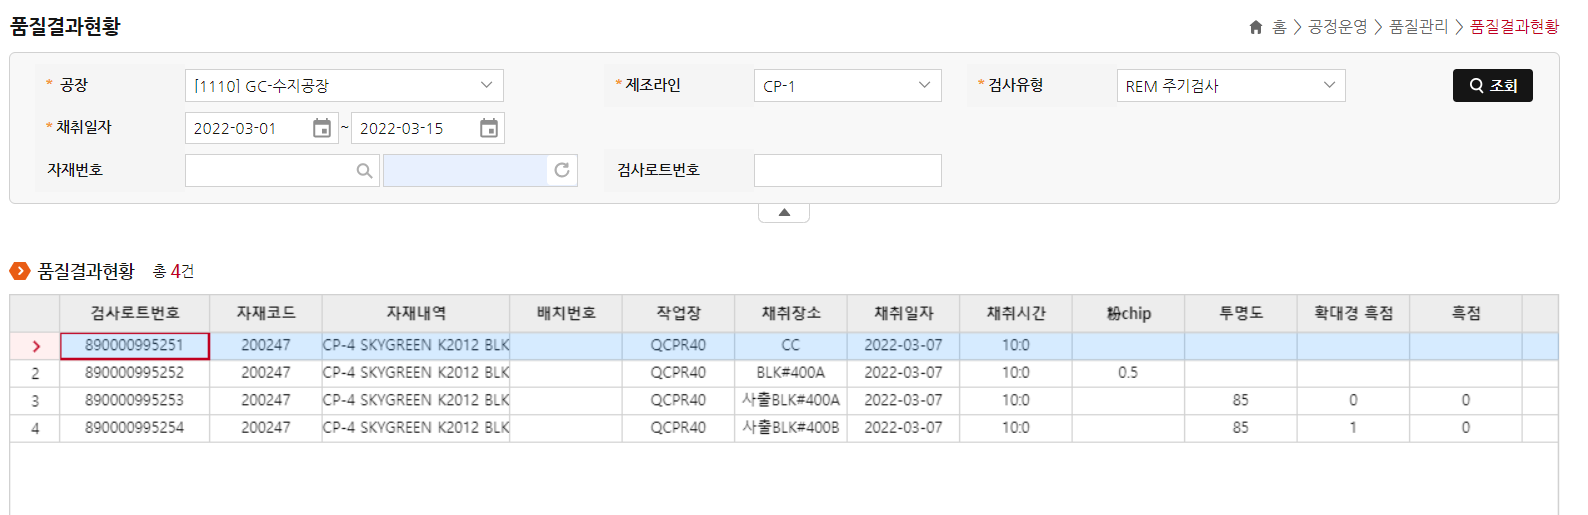 품질결과현황
홈 > 공정운영 > 품질관리 > 품질결과현황
* 공장 [1110] GC-수지공장 * 제조라인 CP-1 * 검사유형 REM 주기검사 조회
* 채취일자 2022-03-01 ~ 2022-03-15
자재번호 검사로트번호
품질결과현황 총 4건
검사로트번호 자재코드 자재내역 배치번호 작업장 채취장소 채취일자 채취시간 粉chip 투명도 확대경 흑점 흑점
890000995251 200247 CP-4 SKYGREEN K2012 BLK QCPR40 CC 2022-03-07 10:0
2 890000995252 200247 CP-4 SKYGREEN K2012 BLK QCPR40 BLK#400A 2022-03-07 10:0 0.5
3 890000995253 200247 CP-4 SKYGREEN K2012 BLK QCPR40 사출BLK#400A 2022-03-07 10:0 85 0 0
4 890000995254 200247 CP-4 SKYGREEN K2012 BLK QCPR40 사출BLK#400B 2022-03-07 10:0 85 1 0